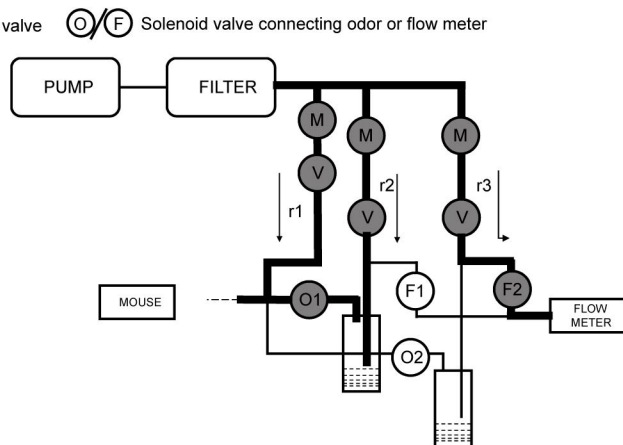 valve O/F Solenoid valve connecting odor or flow meter
PUMP FILTER
M M M
V
r1 r2 r3
V V
F1 F2
MOUSE O1
FLOW
METER
O2